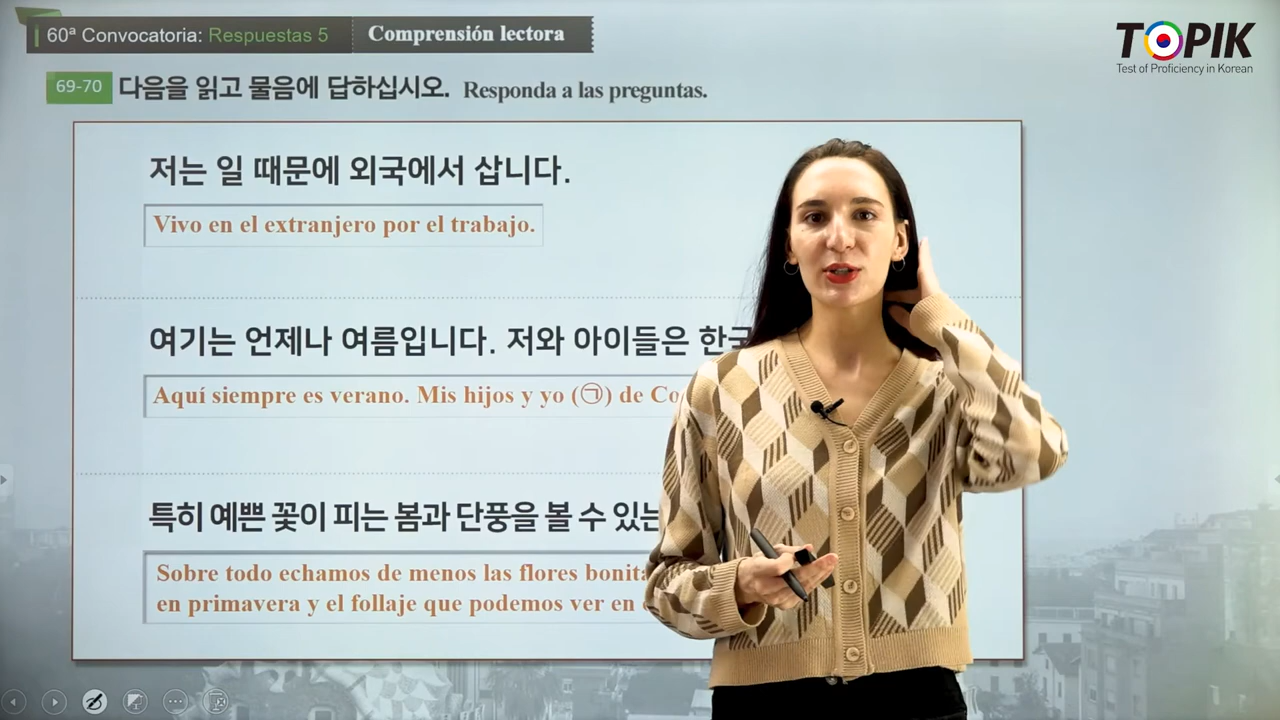 60ª Convocatoria: Respuestas 5 Comprensión lectora
TOPIK
Test of Proficiency in Korean
69-70 다음을 읽고 물음에 답하십시오. Responda a las preguntas.
저는 일 때문에 외국에서 삽니다.
Vivo en el extranjero por el trabajo.
여기는 언제나 여름입니다. 저와 아이들은
Aquí siempre es verano. Mis hijos y yo (㉠) de
특히 예쁜 꽃이 피는 봄과 단풍을 볼 수 있는
Sobre todo echamos de menos las flores
en primavera y el follaje que podemos ver en